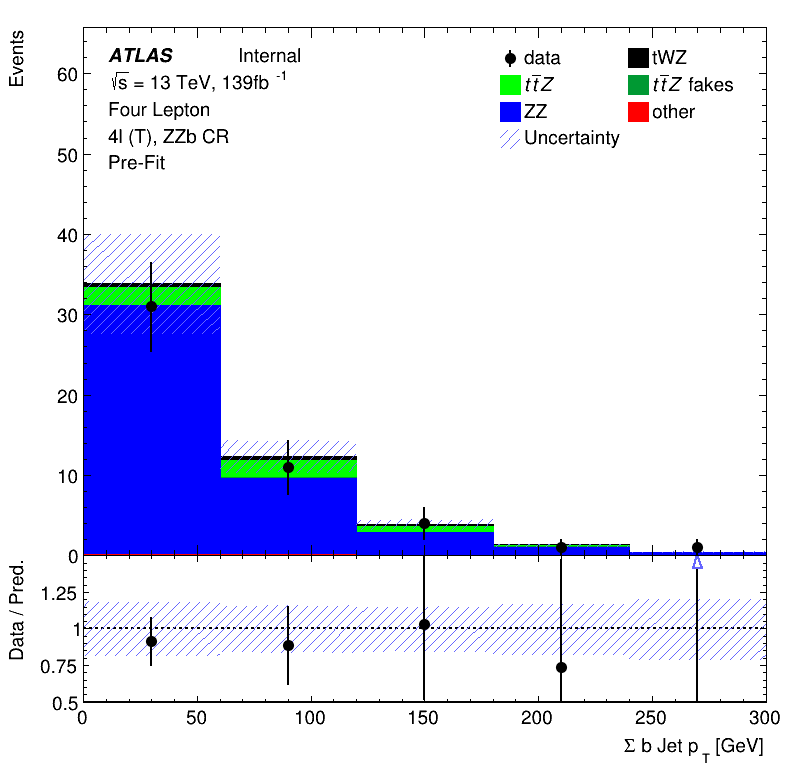 Events
60
50
40
30
20
10
0
ATLAS Internal
√s = 13 TeV, 139fb -1
Four Lepton
4l (T), ZZb CR
Pre-Fit
data
tt̄Z
ZZ
Uncertainty
tWZ
tt̄Z fakes
other
Data / Pred.
1.25
1
0.75
0.5
0 50 100 150 200 250 300
Σ b Jet p_T [GeV]